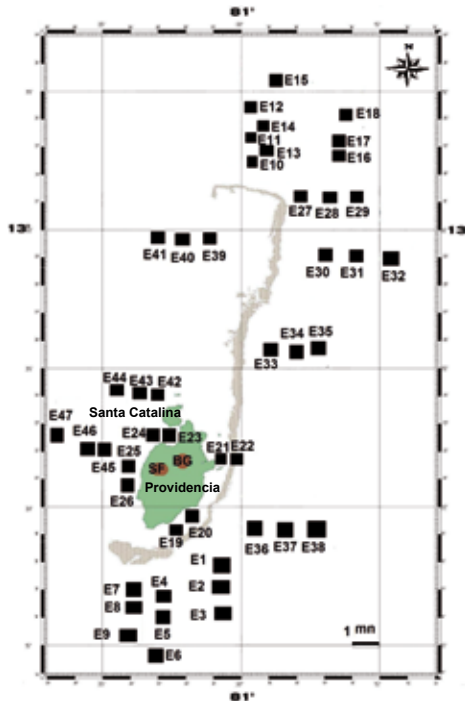 81'
N
E15
E12
E18
E14
E11
E17
E13
E16
E10
E27 E28 E29
13 13
E41 E40 E39
E30 E31 E32
E34 E35
E33
E44 E43 E42
Santa Catalina
E47
E24 E23
E46
E21 E22
E25
E45
SF BG
Providencia
E26
E20
E19
E36 E37 E38
E1
E7 E4 E2
E8
E3
E9 E5
E6
1 mn
81'